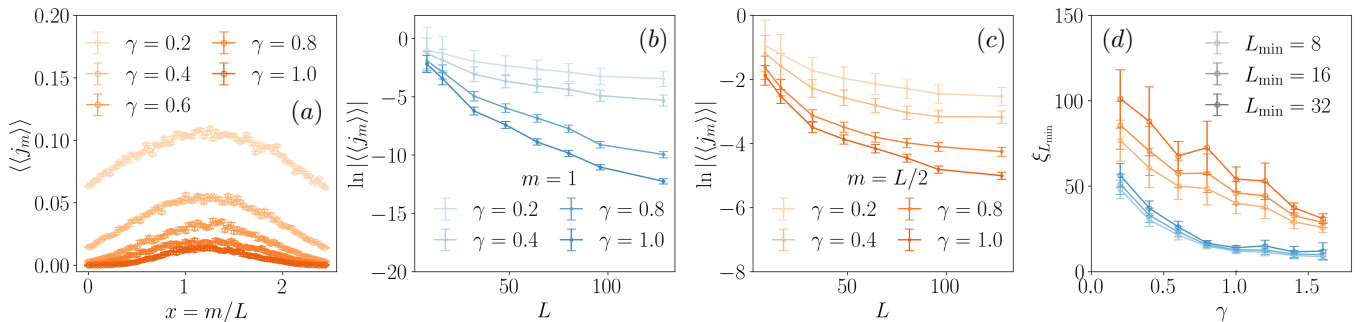 0.20
0.15
0.10
0.05
0.00
⟨⟨j_m⟩⟩
γ = 0.2
γ = 0.4
γ = 0.6
γ = 0.8
γ = 1.0
(a)
0 1 2
x = m/L
0
−5
−10
−15
−20
ln |⟨⟨j_m⟩⟩|
(b)
m = 1
γ = 0.2
γ = 0.4
γ = 0.8
γ = 1.0
50 100
L
0
−2
−4
−6
−8
ln |⟨⟨j_m⟩⟩|
(c)
m = L/2
γ = 0.2
γ = 0.4
γ = 0.8
γ = 1.0
50 100
L
150
100
50
0
ξ_{L_min}
(d)
L_min = 8
L_min = 16
L_min = 32
0.0 0.5 1.0 1.5
γ